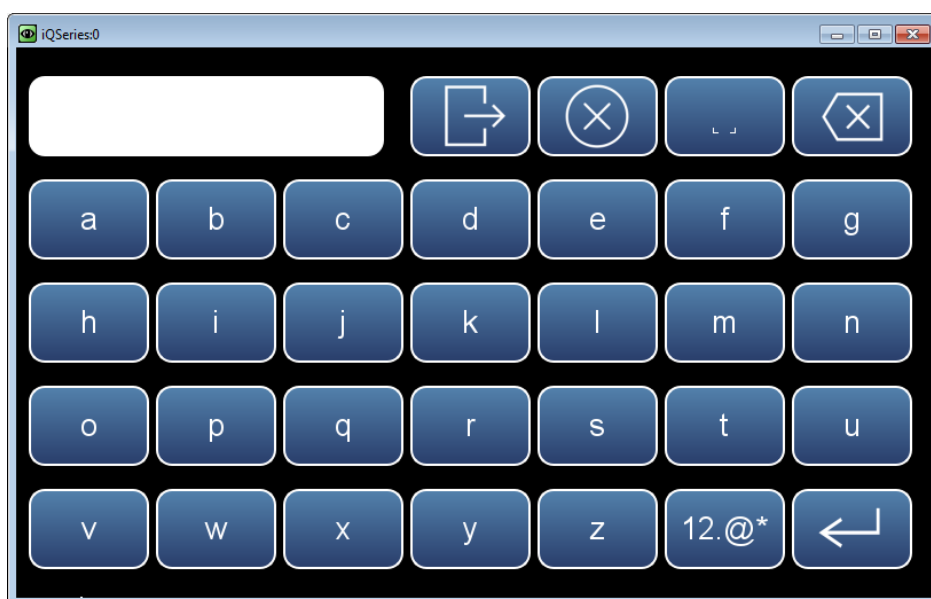 iQSeries:0
a b c d e f g
h i j k l m n
o p q r s t u
v w x y z 12.@*